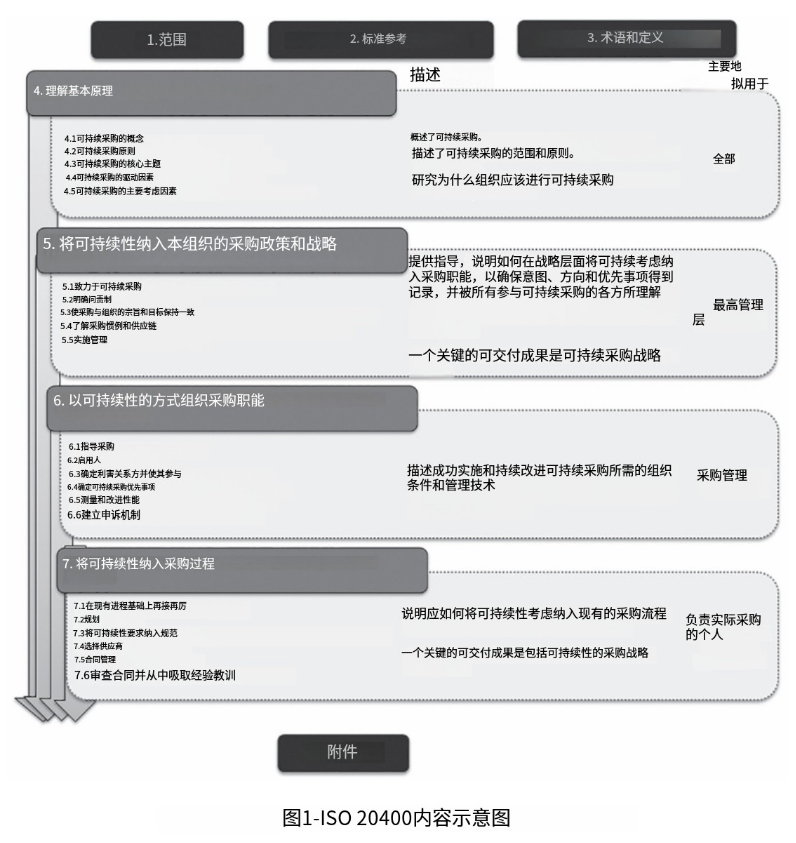 1.范围
2. 标准参考
3. 术语和定义
描述
主要地
拟用于
4. 理解基本原理
4.1可持续采购的概念
4.2可持续采购原则
4.3可持续采购的核心主题
4.4可持续采购的驱动因素
4.5可持续采购的主要考虑因素
概述了可持续采购。
描述了可持续采购的范围和原则。
研究为什么组织应该进行可持续采购
全部
5. 将可持续性纳入本组织的采购政策和战略
5.1致力于可持续采购
5.2明确问责制
5.3使采购与组织的宗旨和目标保持一致
5.4了解采购惯例和供应链
5.5实施管理
提供指导，说明如何在战略层面将可持续考虑纳
入采购职能，以确保意图、方向和优先事项得到
记录，并被所有参与可持续采购的各方所理解
一个关键的可交付成果是可持续采购战略
最高管理
层
6. 以可持续性的方式组织采购职能
6.1指导采购
6.2启用人
6.3确定利害关系方并使其参与
6.4确定可持续采购优先事项
6.5测量和改进性能
6.6建立申诉机制
描述成功实施和持续改进可持续采购所需的组织
条件和管理技术
采购管理
7. 将可持续性纳入采购过程
7.1在现有进程基础上再接再厉
7.2规划
7.3将可持续性要求纳入规范
7.4选择供应商
7.5合同管理
7.6审查合同并从中吸取经验教训
说明应如何将可持续性考虑纳入现有的采购流程
一个关键的可交付成果是包括可持续性的采购战略
负责实际采购
的个人
附件
图1-ISO 20400内容示意图